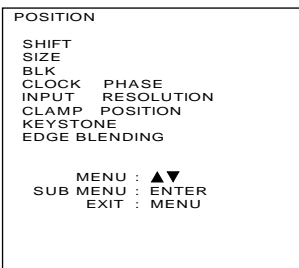 POSITION
SHIFT
SIZE
BLK
CLOCK PHASE
INPUT RESOLUTION
CLAMP POSITION
KEYSTONE
EDGE BLENDING
MENU : ▲▼
SUB MENU : ENTER
EXIT : MENU